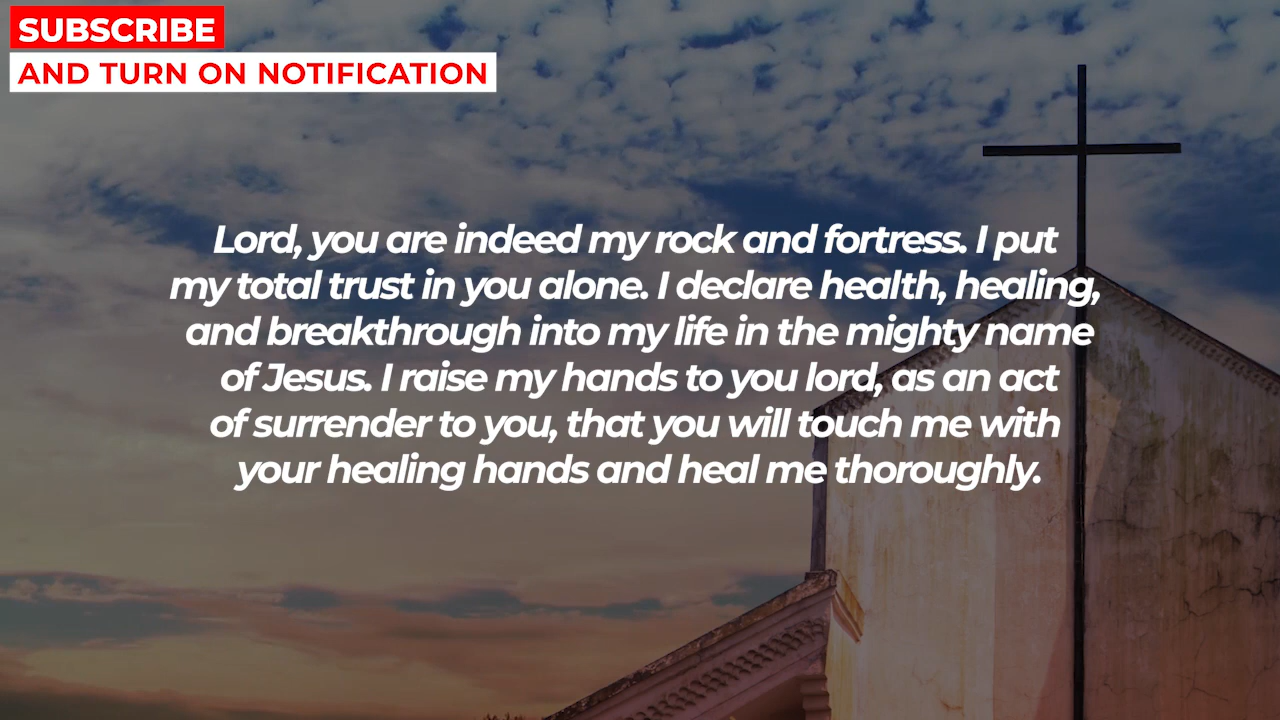 SUBSCRIBE
AND TURN ON NOTIFICATION
Lord, you are indeed my rock and fortress. I put
my total trust in you alone. I declare health, healing,
and breakthrough into my life in the mighty name
of Jesus. I raise my hands to you lord, as an act
of surrender to you, that you will touch me with
your healing hands and heal me thoroughly.